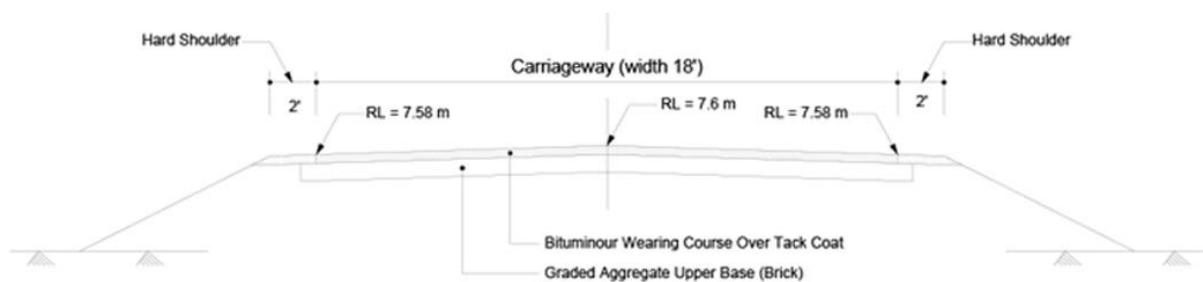 Hard Shoulder
Hard Shoulder
Carriageway (width 18')
2'
RL = 7.58 m
RL = 7.6 m
RL = 7.58 m
2'
Bituminour Wearing Course Over Tack Coat
Graded Aggregate Upper Base (Brick)